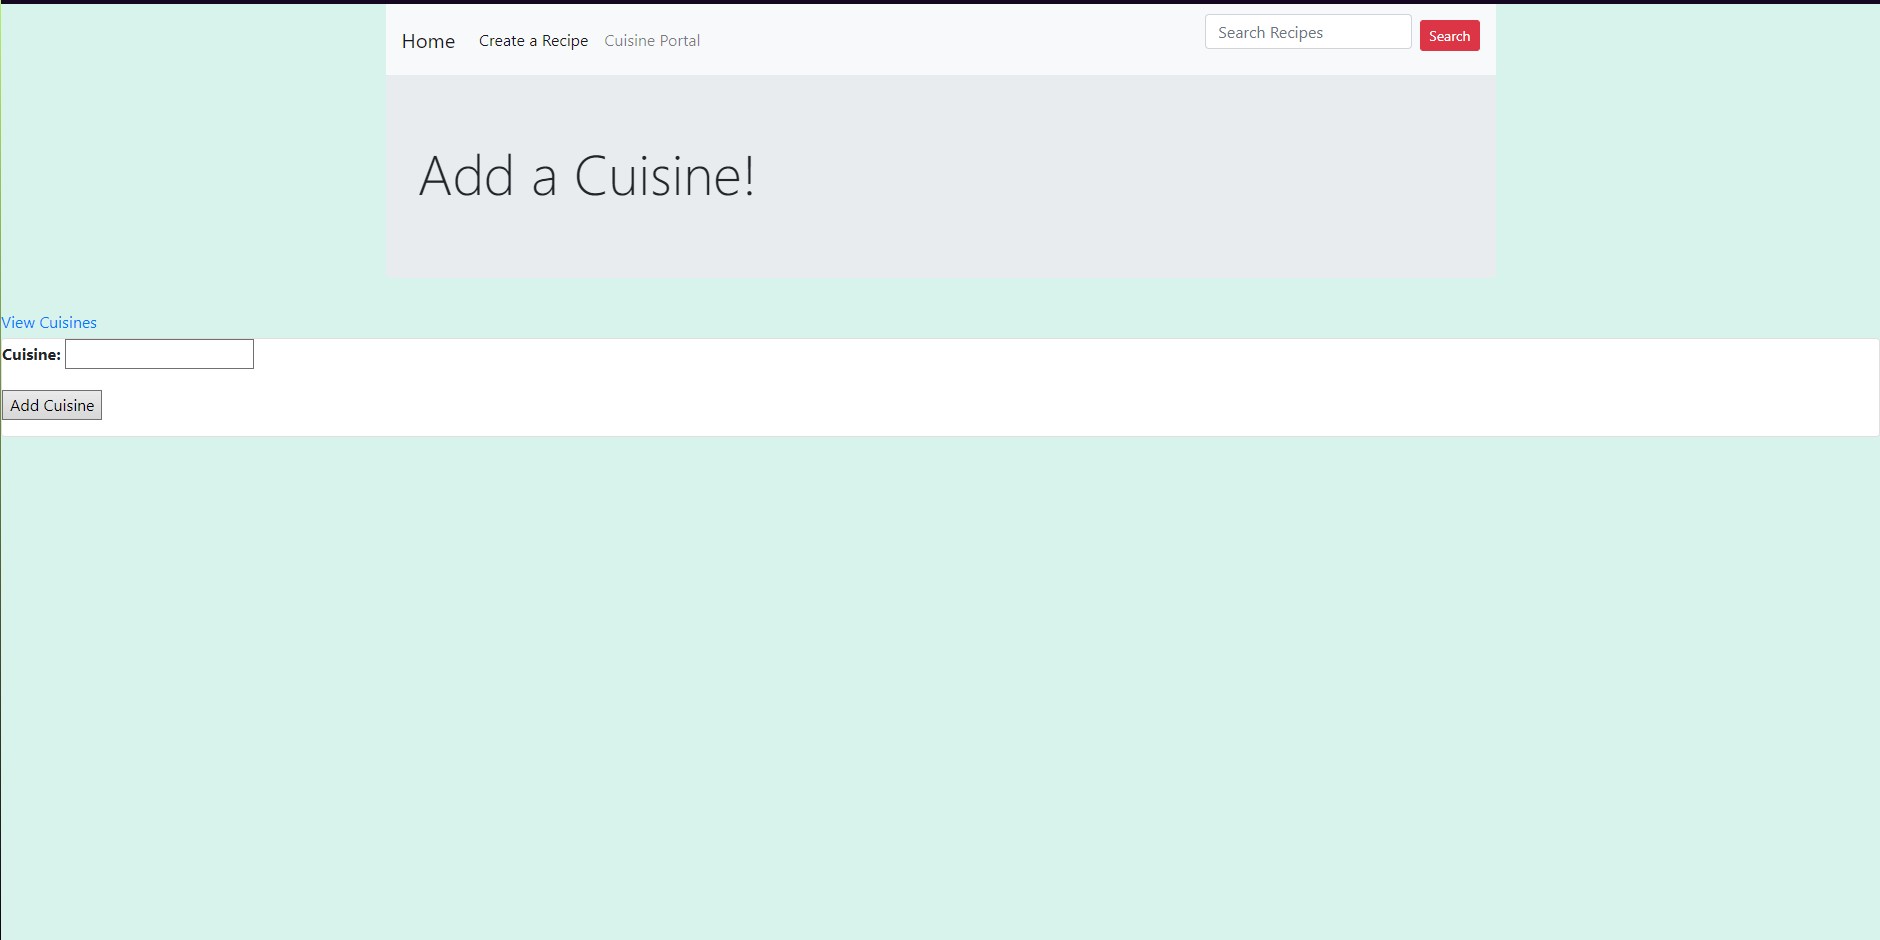 Home Create a Recipe Cuisine Portal Search Recipes Search
Add a Cuisine!
View Cuisines
Cuisine:
Add Cuisine